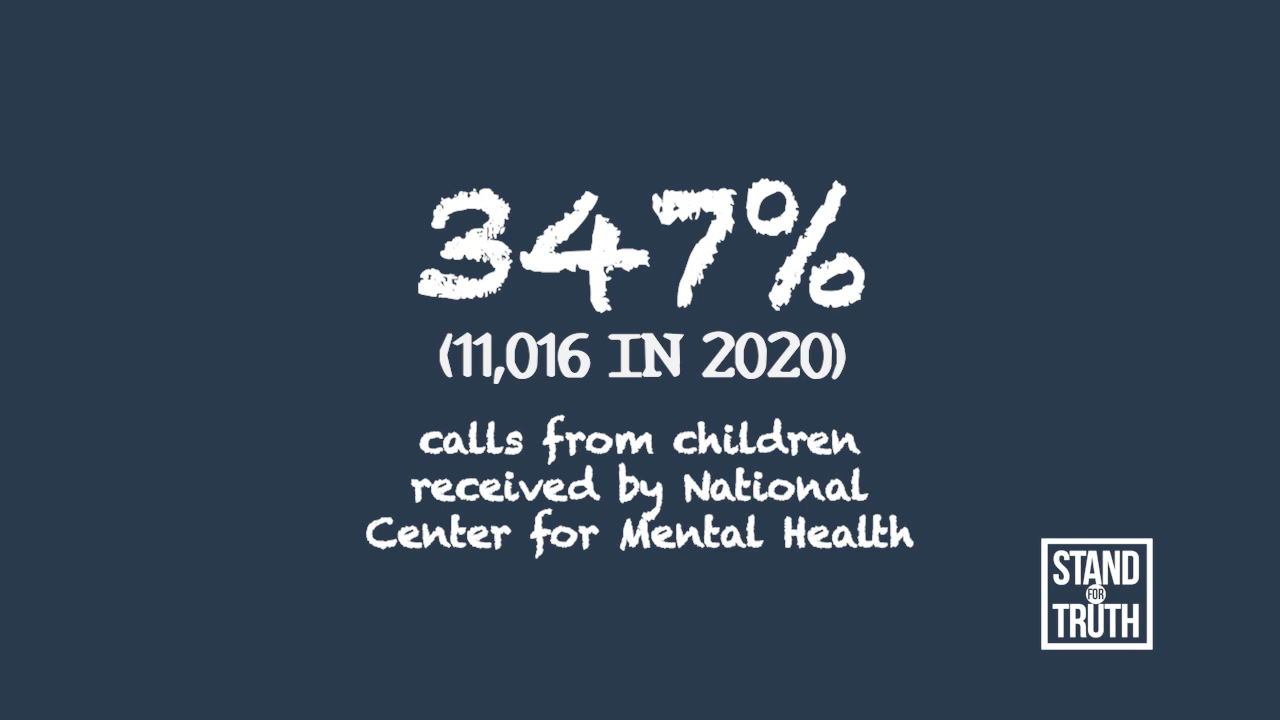 347%
(11,016 IN 2020)
calls from children
received by National
Center for Mental Health
STAND
FOR
TRUTH